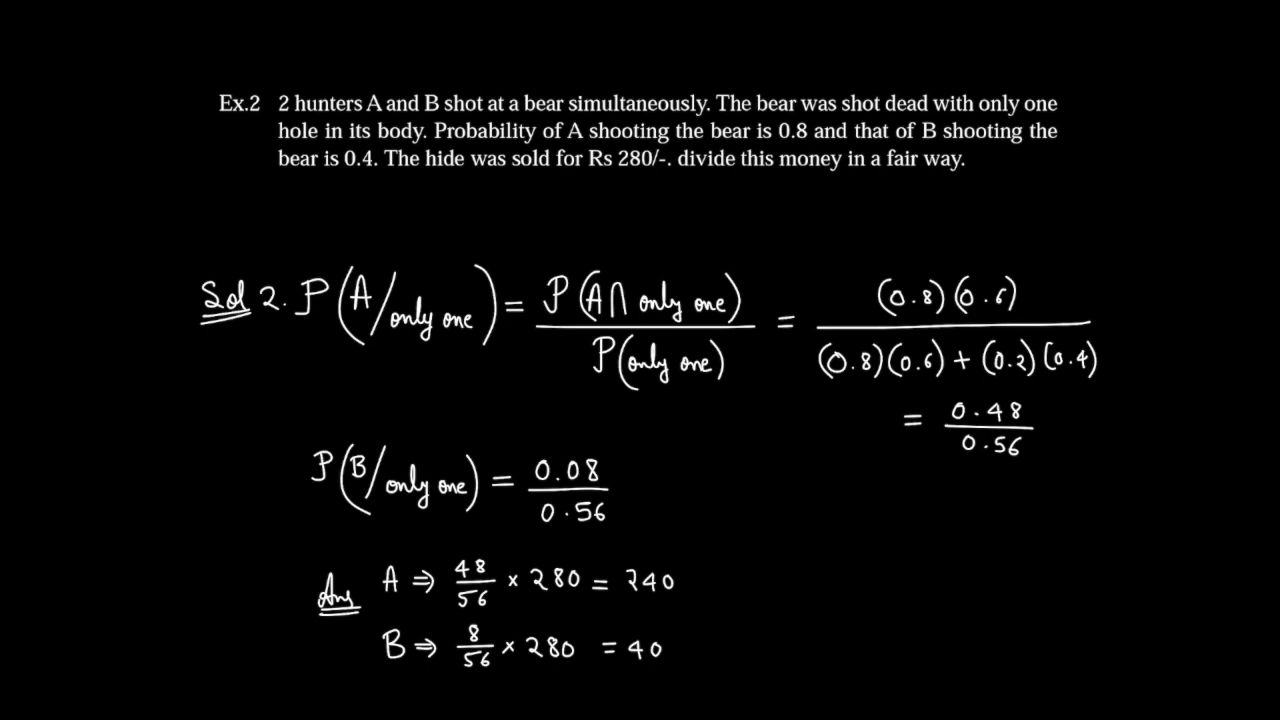 Ex.2 2 hunters A and B shot at a bear simultaneously. The bear was shot dead with only one
hole in its body. Probability of A shooting the bear is 0.8 and that of B shooting the
bear is 0.4. The hide was sold for Rs 280/-. divide this money in a fair way.
Sol 2. P(A/only one) = P(A∩ only one)/P(only one) = (0.8)(0.6)/((0.8)(0.6) + (0.2)(0.4))
= 0.48/0.56
P(B/only one) = 0.08/0.56
Ans A ⇒ 48/56 × 280 = 240
B ⇒ 8/56 × 280 = 40